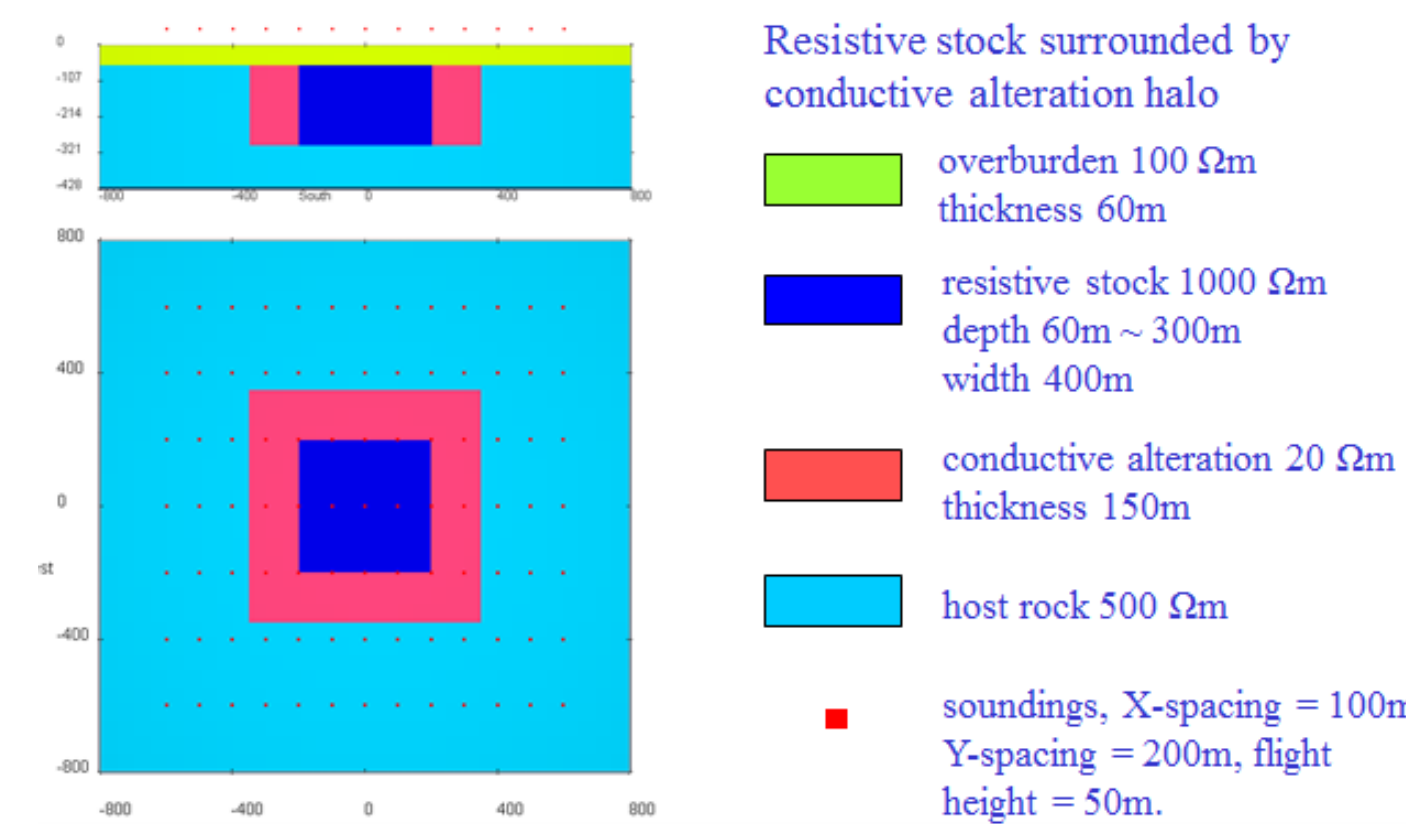 0
-107
-214
-321
-428
-800
-400
South
0
400
800
800
400
0
st
-400
-800
-800
-400
0
400
800
Resistive stock surrounded by
conductive alteration halo
overburden 100 Ωm
thickness 60m
resistive stock 1000 Ωm
depth 60m ~ 300m
width 400m
conductive alteration 20 Ωm
thickness 150m
host rock 500 Ωm
soundings, X-spacing = 100m
Y-spacing = 200m, flight
height = 50m.